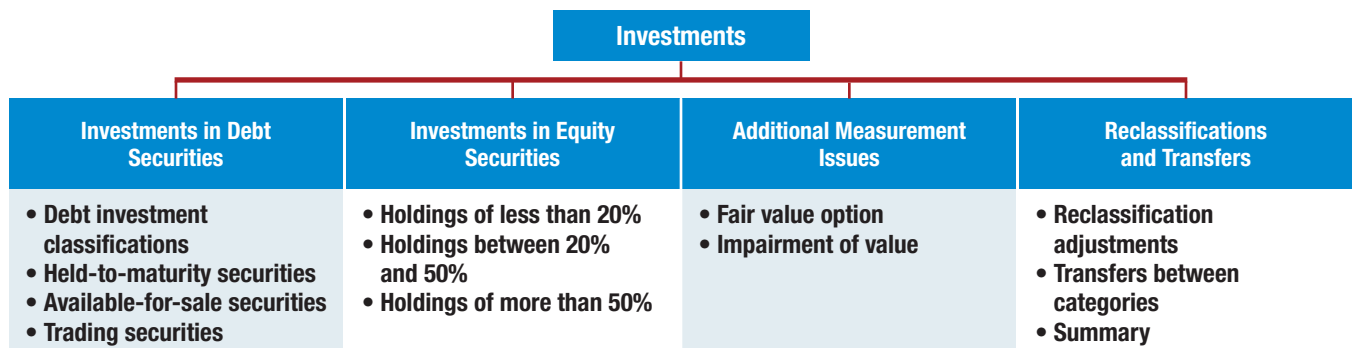 Investments
Investments in Debt
Securities
• Debt investment
classifications
• Held-to-maturity securities
• Available-for-sale securities
• Trading securities
Investments in Equity
Securities
• Holdings of less than 20%
• Holdings between 20%
and 50%
• Holdings of more than 50%
Additional Measurement
Issues
• Fair value option
• Impairment of value
Reclassifications
and Transfers
• Reclassification
adjustments
• Transfers between
categories
• Summary